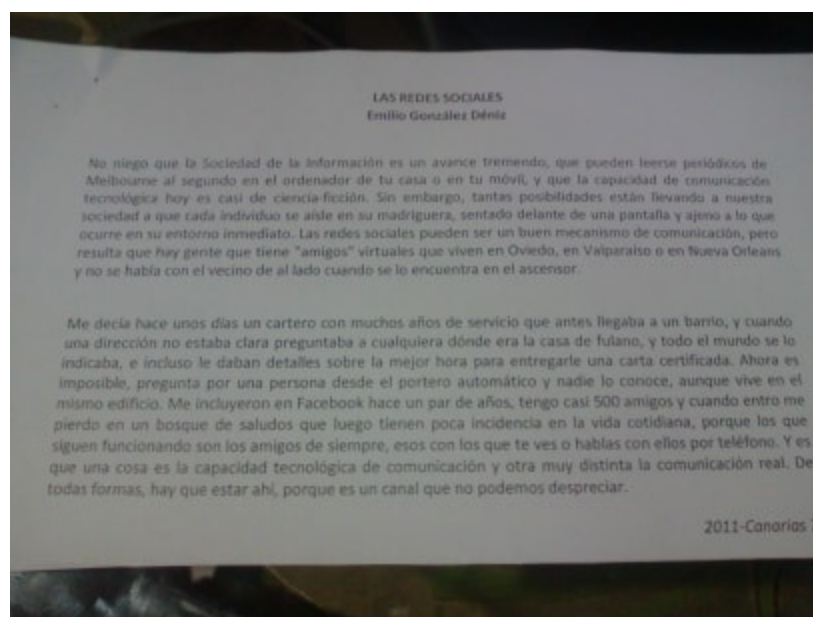 LAS REDES SOCIALES
Emilio González Déniz
No niego que la Sociedad de la Información es un avance tremendo, que pueden leerse periódicos de
Melbourne al segundo en el ordenador de tu casa o en tu móvil, y que la capacidad de comunicación
tecnológica hoy es casi de ciencia-ficción. Sin embargo, tantas posibilidades están llevando a nuestra
sociedad a que cada individuo se aísle en su madriguera, sentado delante de una pantalla y ajeno a lo que
ocurre en su entorno inmediato. Las redes sociales pueden ser un buen mecanismo de comunicación, pero
resulta que hay gente que tiene "amigos" virtuales que viven en Oviedo, en Valparaíso o en Nueva Orleans
y no se habla con el vecino de al lado cuando se lo encuentra en el ascensor.
Me decía hace unos días un cartero con muchos años de servicio que antes llegaba a un barrio, y cuando
una dirección no estaba clara preguntaba a cualquiera dónde era la casa de fulano, y todo el mundo se lo
indicaba, e incluso le daban detalles sobre la mejor hora para entregarle una carta certificada. Ahora es
imposible, pregunta por una persona desde el portero automático y nadie lo conoce, aunque vive en el
mismo edificio. Me incluyeron en Facebook hace un par de años, tengo casi 500 amigos y cuando entro me
pierdo en un bosque de saludos que luego tienen poca incidencia en la vida cotidiana, porque los que
siguen funcionando son los amigos de siempre, esos con los que te ves o hablas con ellos por teléfono. Y es
que una cosa es la capacidad tecnológica de comunicación y otra muy distinta la comunicación real. De
todas formas, hay que estar ahí, porque es un canal que no podemos despreciar.
2011-Canarias